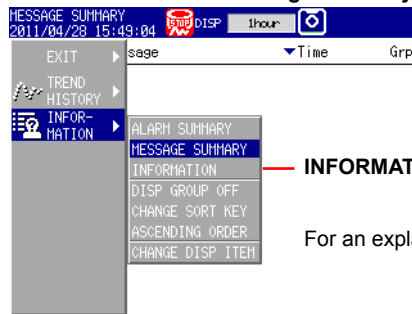 MESSAGE SUMMARY
2011/04/28 15:49:04 STOP DISP 1hour
sage ▼Time Grp
EXIT
TREND
HISTORY
INFOR-
MATION
ALARM SUMMARY
MESSAGE SUMMARY
INFORMATION
DISP GROUP OFF
CHANGE SORT KEY
ASCENDING ORDER
CHANGE DISP ITEM
INFORMAT
For an expla